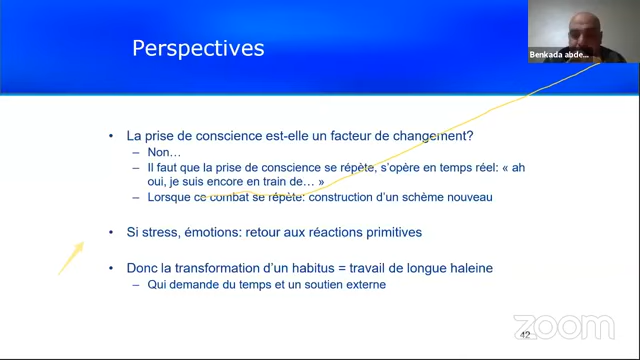 Perspectives
Benkada abde...
• La prise de conscience est-elle un facteur de changement?
– Non…
– Il faut que la prise de conscience se répète, s'opère en temps réel: « ah
oui, je suis encore en train de… »
– Lorsque ce combat se répète: construction d'un schème nouveau
• Si stress, émotions: retour aux réactions primitives
• Donc la transformation d'un habitus = travail de longue haleine
– Qui demande du temps et un soutien externe
42
zoom